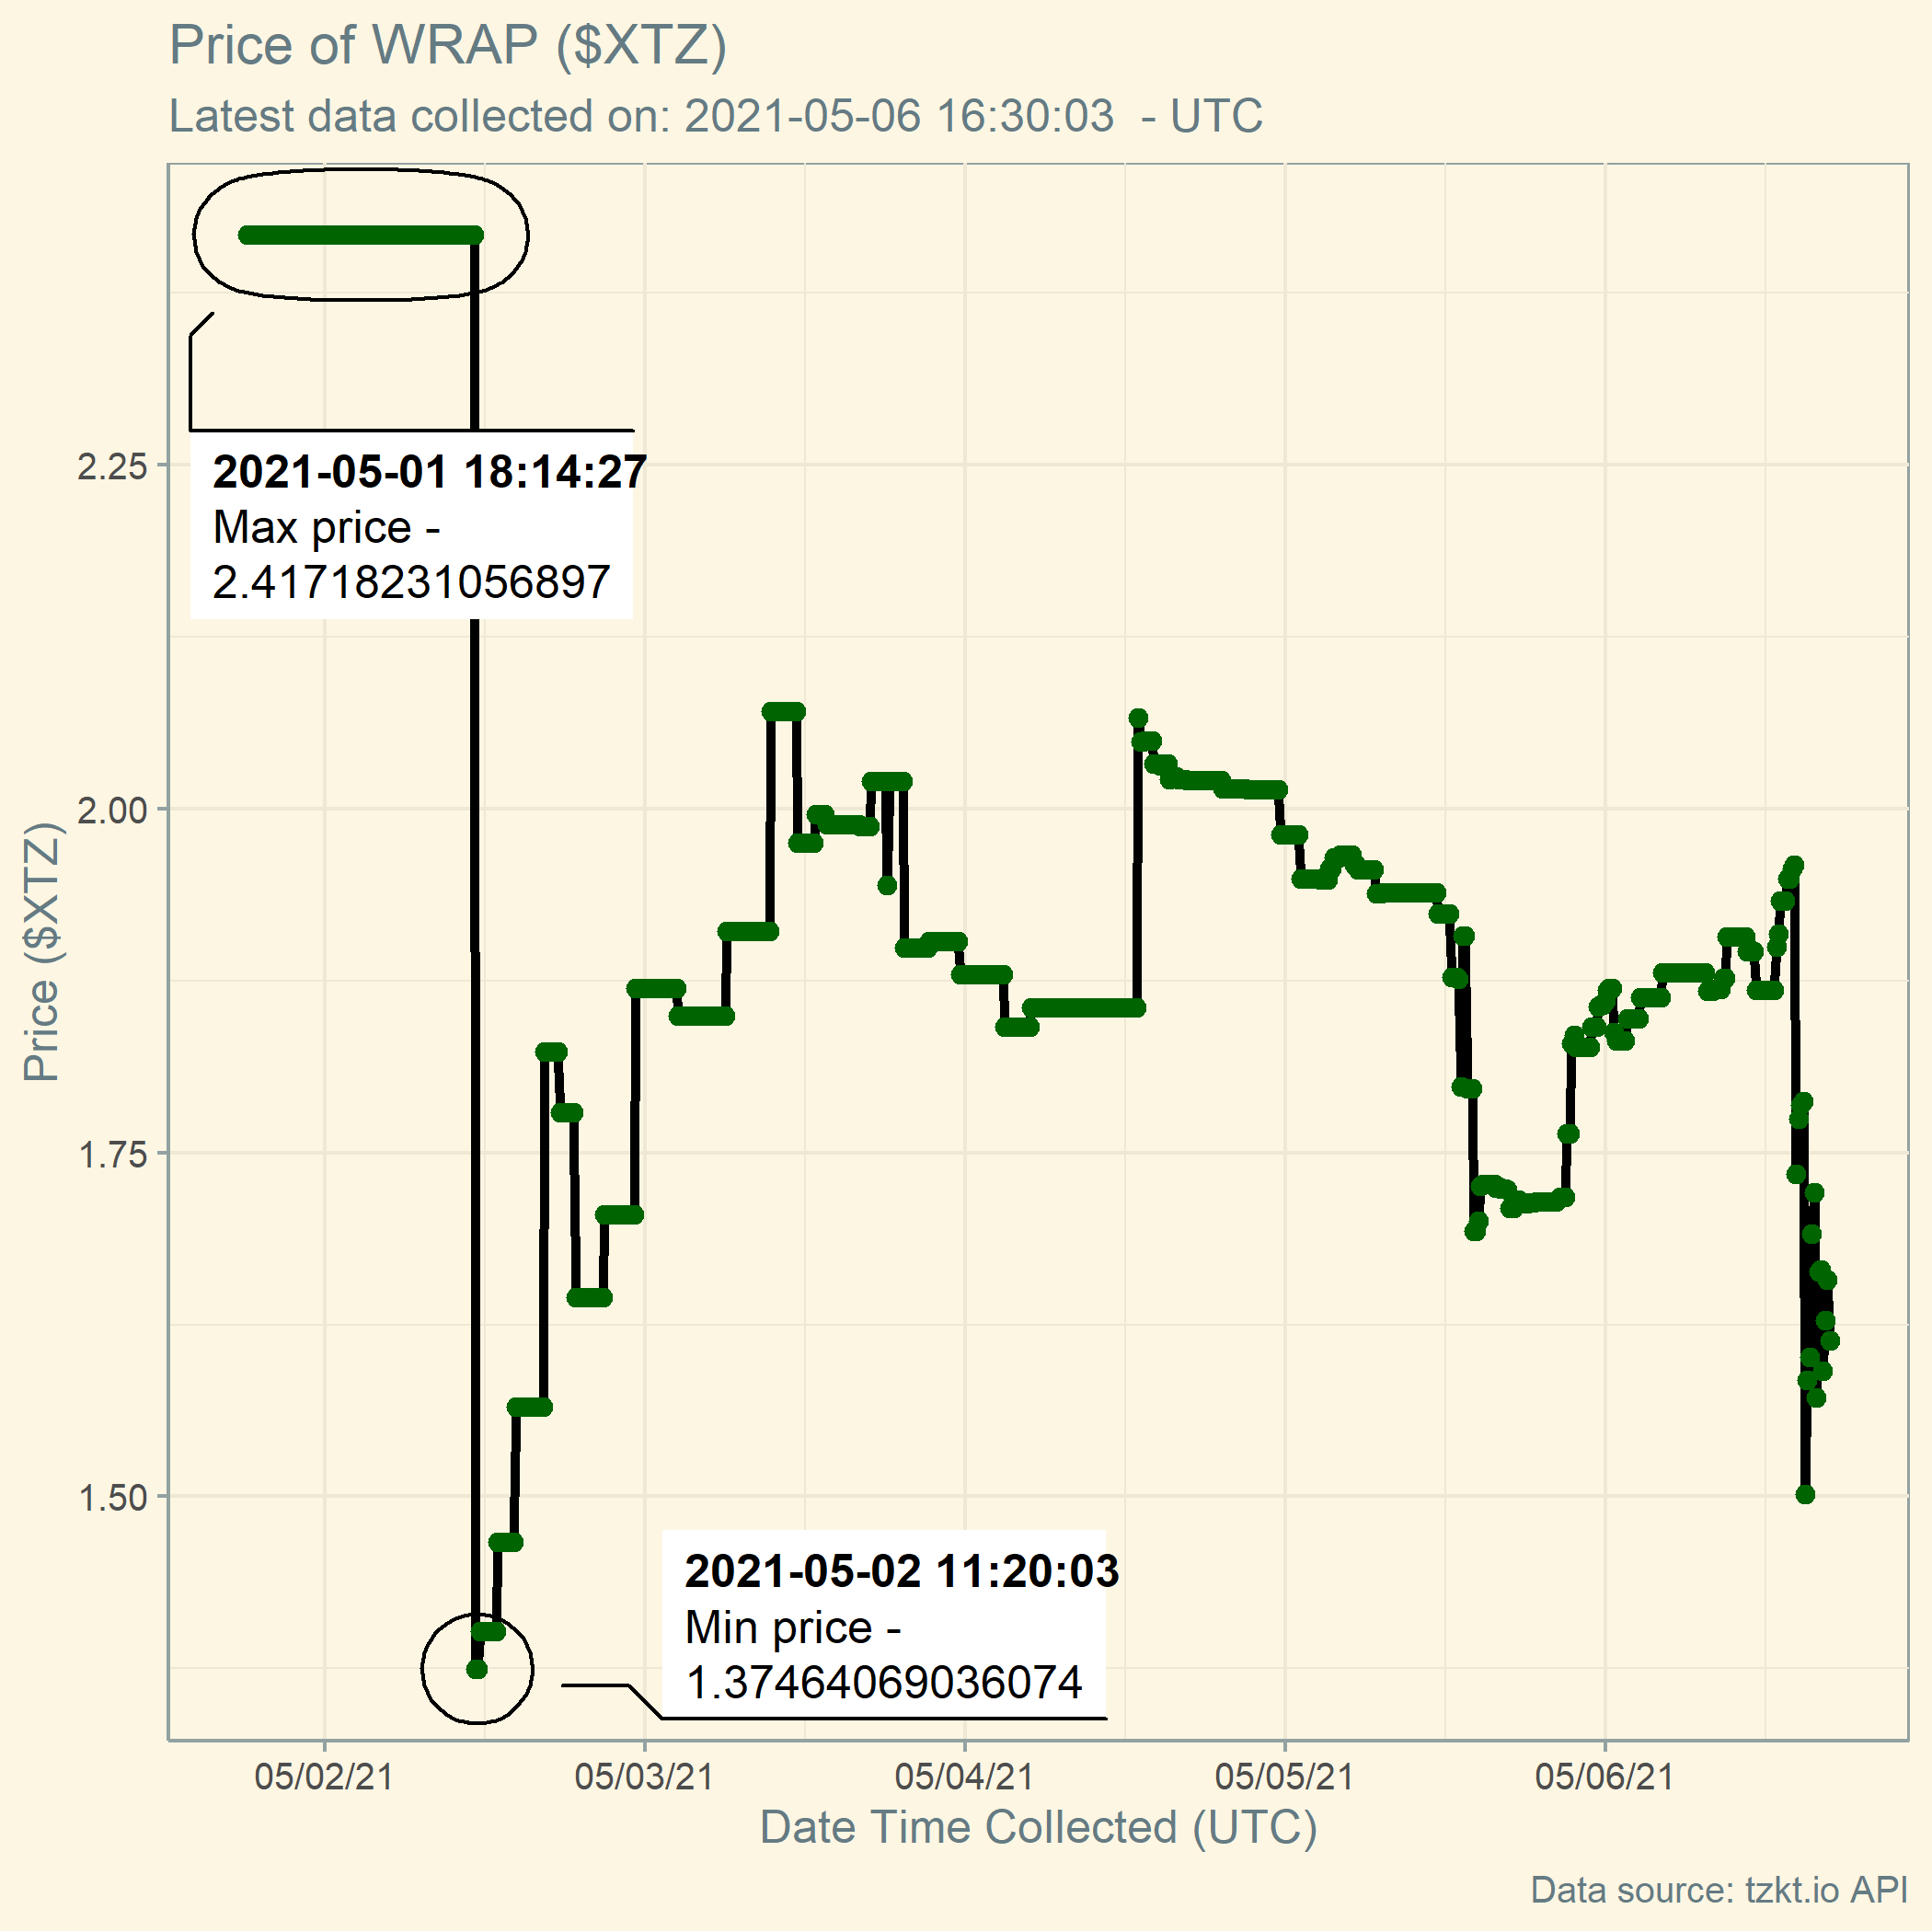 Price of WRAP ($XTZ)
Latest data collected on: 2021-05-06 16:30:03  - UTC
2021-05-01 18:14:27
Max price -
2.41718231056897
2021-05-02 11:20:03
Min price -
1.37464069036074
Price ($XTZ)
2.25
2.00
1.75
1.50
05/02/21
05/03/21
05/04/21
05/05/21
05/06/21
Date Time Collected (UTC)
Data source: tzkt.io API